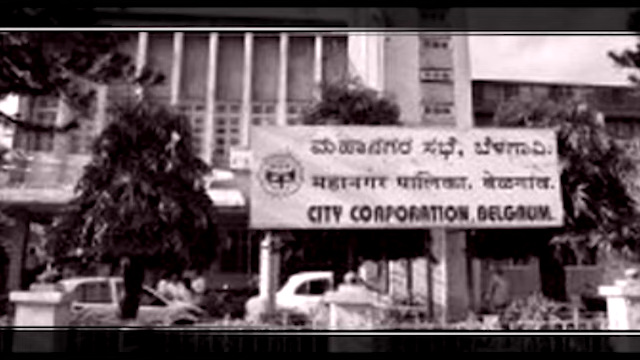 ಮಹಾನಗರ ಸಭೆ, ಬೆಳಗಾವಿ.
महानगर पालिका, बेळगांव.
CITY CORPORATION, BELGAUM.